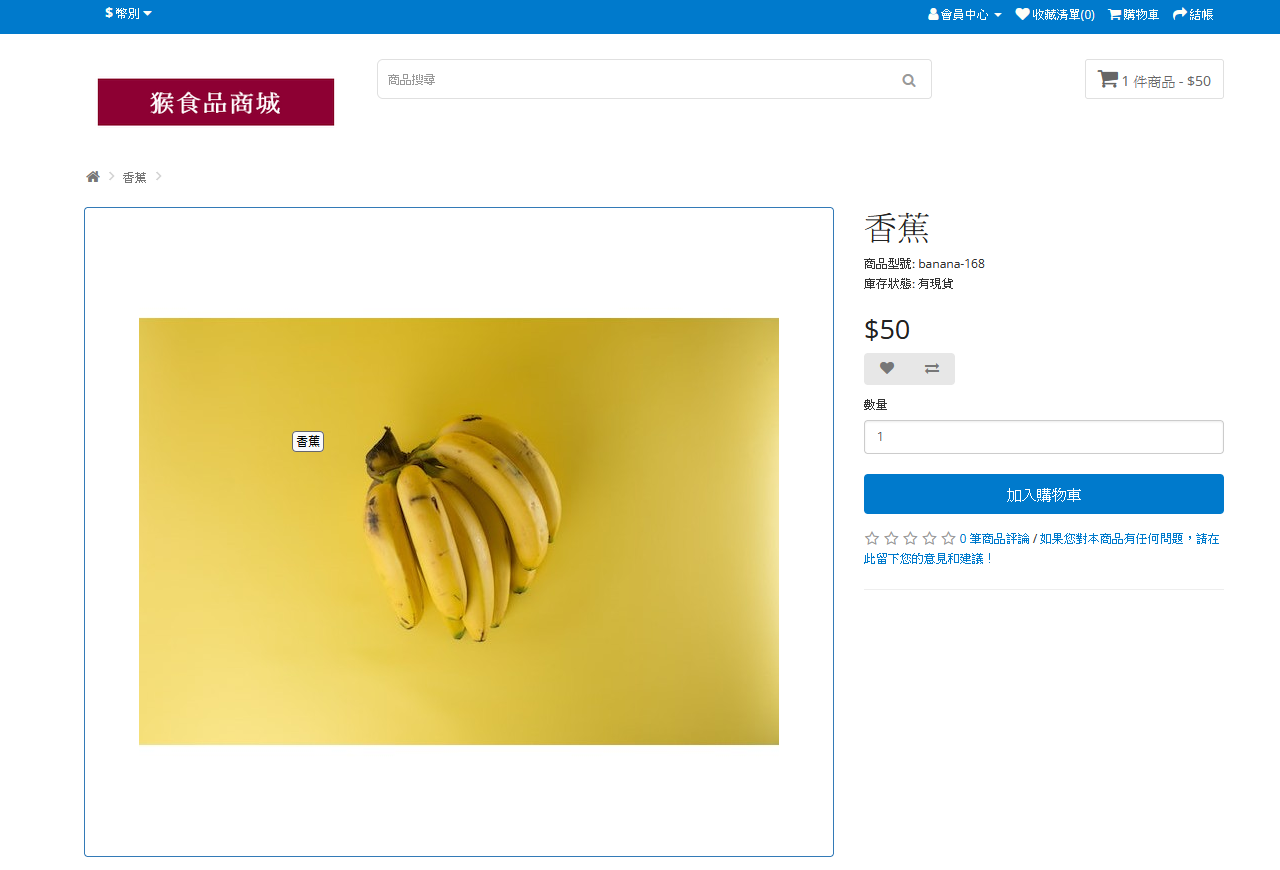 $ 幣別
會員中心
收藏清單(0)
購物車
結帳
猴食品商城
商品搜尋
1 件商品 - $50
香蕉
香蕉
商品型號: banana-168
庫存狀態: 有現貨
$50
數量
1
加入購物車
0 筆商品評論 / 如果您對本商品有任何問題，請在
此留下您的意見和建議！
香蕉